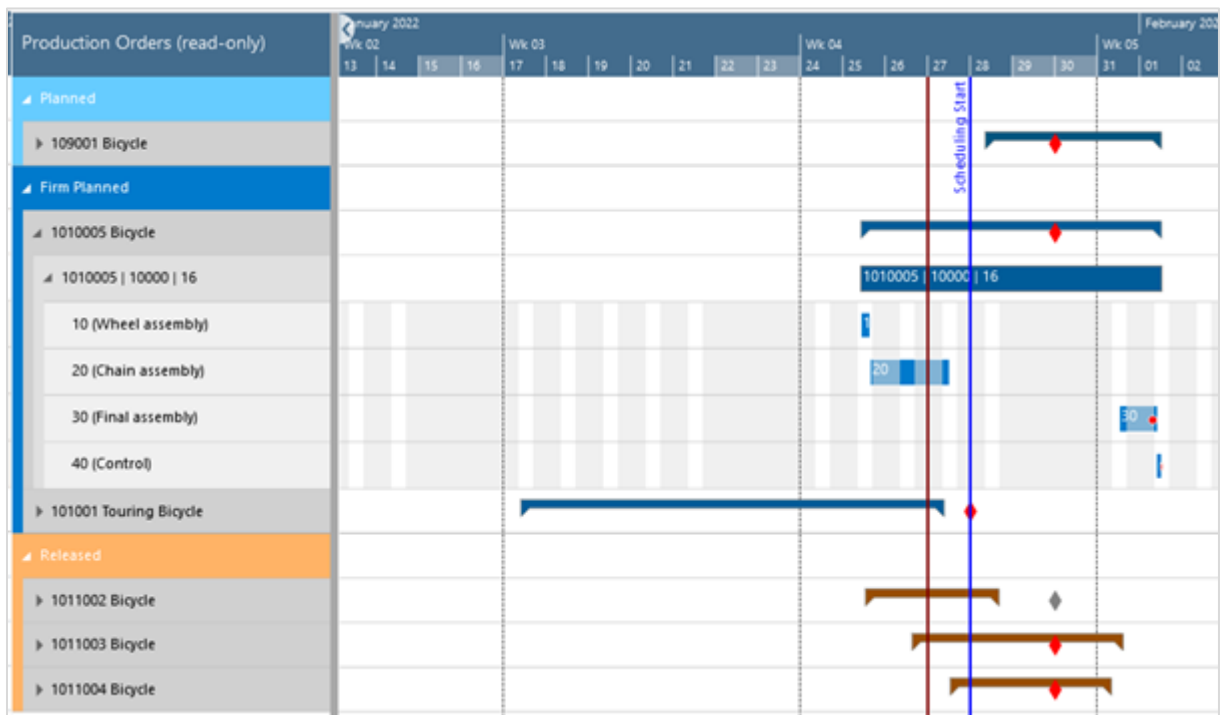 anuary 2022
February 202
Production Orders (read-only)
Wk 02
Wk 03
Wk 04
Wk 05
13 14 15 16 17 18 19 20 21 22 23 24 25 26 27 28 29 30 31 01 02
Planned
Scheduling Start
109001 Bicycle
Firm Planned
1010005 Bicycle
1010005 | 10000 | 16
1010005 | 10000 | 16
10 (Wheel assembly)
1
20 (Chain assembly)
20
30 (Final assembly)
30
40 (Control)
101001 Touring Bicycle
Released
1011002 Bicycle
1011003 Bicycle
1011004 Bicycle